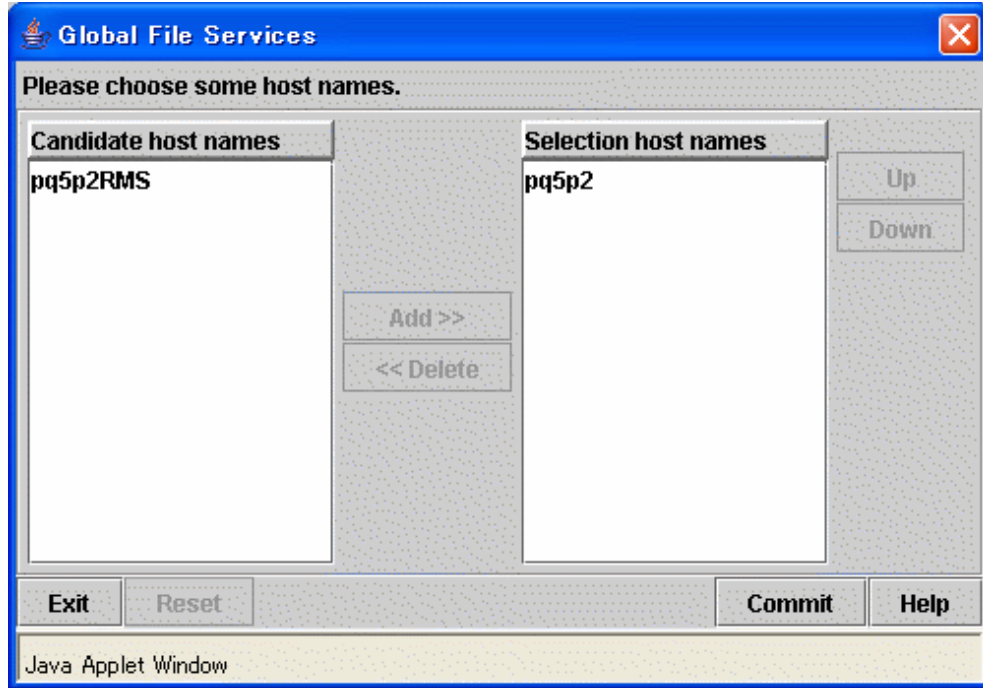 Global File Services
Please choose some host names.
Candidate host names
pq5p2RMS
Add >>
<< Delete
Selection host names
pq5p2
Up
Down
Exit
Reset
Commit
Help
Java Applet Window